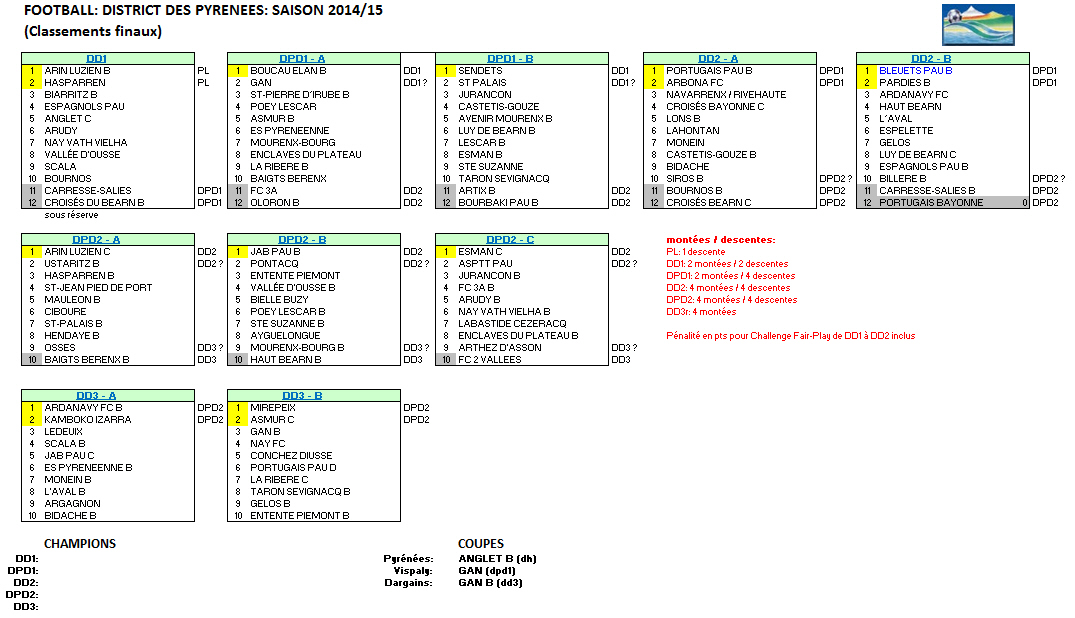 FOOTBALL: DISTRICT DES PYRENEES: SAISON 2014/15
(Classements finaux)
DD1
1 ARIN LUZIEN B PL
2 HASPARREN PL
3 BIARRITZ B
4 ESPAGNOLS PAU
5 ANGLET C
6 ARUDY
7 NAY VATH VIELHA
8 VALLÉE D'OUSSE
9 SCALA
10 BOURNOS
11 CARRESSE-SALIES DPD1
12 CROISÉS DU BEARN B DPD1
sous réserve
DPD1 - A
1 BOUCAU ELAN B DD1
2 GAN DD1 ?
3 ST-PIERRE D'IRUBE B
4 POEY LESCAR
5 ASMUR B
6 ES PYRENEENNE
7 MOURENX-BOURG
8 ENCLAVES DU PLATEAU
9 LA RIBERE B
10 BAIGTS BERENX
11 FC 3A DD2
12 OLORON B DD2
DPD1 - B
1 SENDETS DD1
2 ST PALAIS DD1 ?
3 JURANCON
4 CASTETIS-GOUZE
5 AVENIR MOURENX B
6 LUY DE BEARN B
7 LESCAR B
8 ESMAN B
9 STE SUZANNE
10 TARON SEVIGNACQ
11 ARTIX B DD2
12 BOURBAKI PAU B DD2
DD2 - A
1 PORTUGAIS PAU B DPD1
2 ARBONA FC DPD1
3 NAVARRENX / RIVEHAUTE
4 CROISÉS BAYONNE C
5 LONS B
6 LAHONTAN
7 MONEIN
8 CASTETIS-GOUZE B
9 BIDACHE
10 SIROS B DPD2 ?
11 BOURNOS B DPD2
12 CROISÉS BEARN C DPD2
DD2 - B
1 BLEUETS PAU B DPD1
2 PARDIES B DPD1
3 ARDANAVY FC
4 HAUT BEARN
5 L'AVAL
6 ESPELETTE
7 GELOS
8 LUY DE BEARN C
9 ESPAGNOLS PAU B
10 BILLERE B DPD2 ?
11 CARRESSE-SALIES B DPD2
12 PORTUGAIS BAYONNE 0 DPD2
DPD2 - A
1 ARIN LUZIEN C DD2
2 USTARITZ B DD2 ?
3 HASPARREN B
4 ST-JEAN PIED DE PORT
5 MAULEON B
6 CIBOURE
7 ST-PALAIS B
8 HENDAYE B
9 OSSES DD3 ?
10 BAIGTS BERENX B DD3
DPD2 - B
1 JAB PAU B DD2
2 PONTACQ DD2 ?
3 ENTENTE PIEMONT
4 VALLÉE D'OUSSE B
5 BIELLE BUZY
6 POEY LESCAR B
7 STE SUZANNE B
8 AYGUELONGUE
9 MOURENX-BOURG B DD3 ?
10 HAUT BEARN B DD3
DPD2 - C
1 ESMAN C DD2
2 ASPTT PAU DD2 ?
3 JURANCON B
4 FC 3A B
5 ARUDY B
6 NAY VATH VIELHA B
7 LABASTIDE CEZERACQ
8 ENCLAVES DU PLATEAU B
9 ARTHEZ D'ASSON DD3 ?
10 FC 2 VALLEES DD3
montées / descentes:
PL: 1 descente
DD1: 2 montées / 2 descentes
DPD1: 2 montées / 4 descentes
DD2: 4 montées / 4 descentes
DPD2: 4 montées / 4 descentes
DD3r: 4 montées
Pénalité en pts pour Challenge Fair-Play de DD1 à DD2 inclus
DD3 - A
1 ARDANAVY FC B DPD2
2 KAMBOKO IZARRA DPD2
3 LEDEUIX
4 SCALA B
5 JAB PAU C
6 ES PYRENEENNE B
7 MONEIN B
8 L'AVAL B
9 ARGAGNON
10 BIDACHE B
DD3 - B
1 MIREPEIX DPD2
2 ASMUR C DPD2
3 GAN B
4 NAY FC
5 CONCHEZ DIUSSE
6 PORTUGAIS PAU D
7 LA RIBERE C
8 TARON SEVIGNACQ B
9 GELOS B
10 ENTENTE PIEMONT B
CHAMPIONS
DD1:
DPD1:
DD2:
DPD2:
DD3:
COUPES
Pyrénées: ANGLET B (dh)
Vispaly: GAN (dpd1)
Dargains: GAN B (dd3)